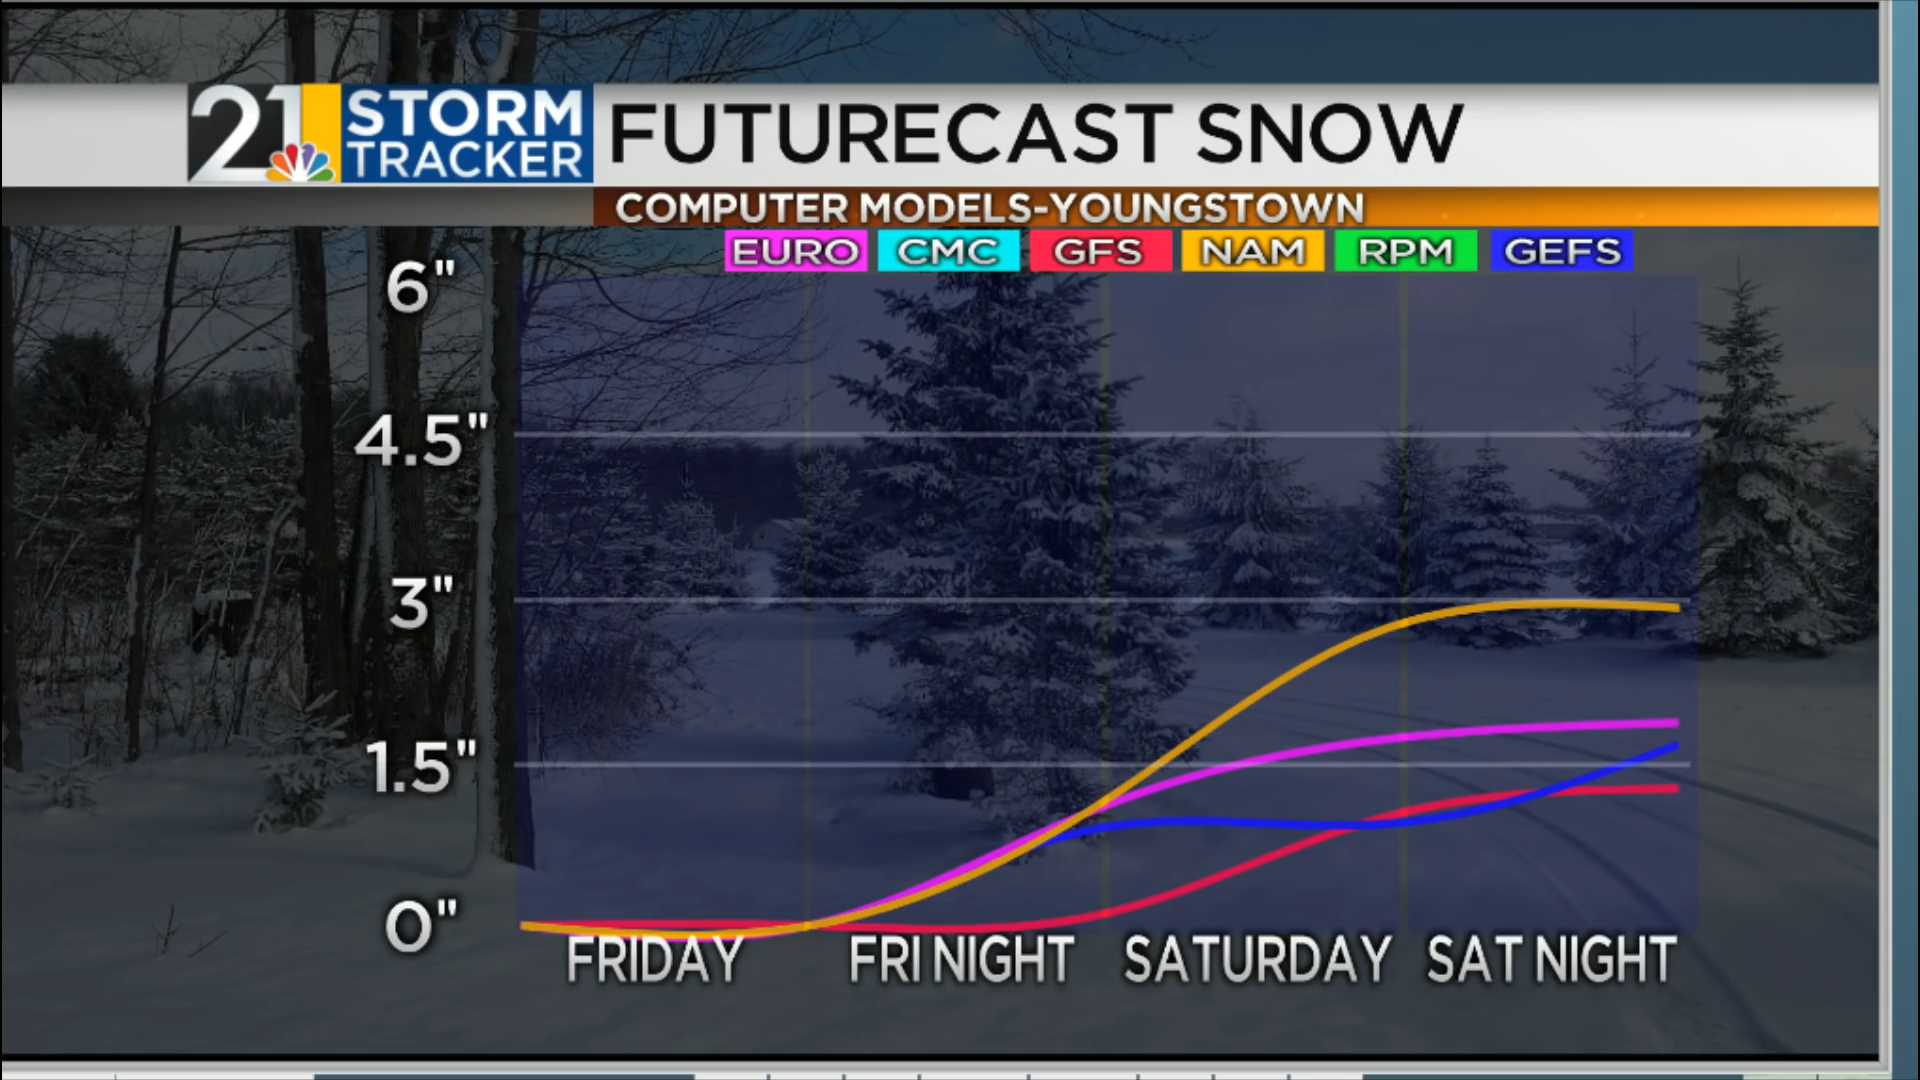 21 STORM TRACKER
FUTURECAST SNOW
COMPUTER MODELS-YOUNGSTOWN
EURO CMC GFS NAM RPM GEFS
6"
4.5"
3"
1.5"
0"
FRIDAY FRI NIGHT SATURDAY SAT NIGHT